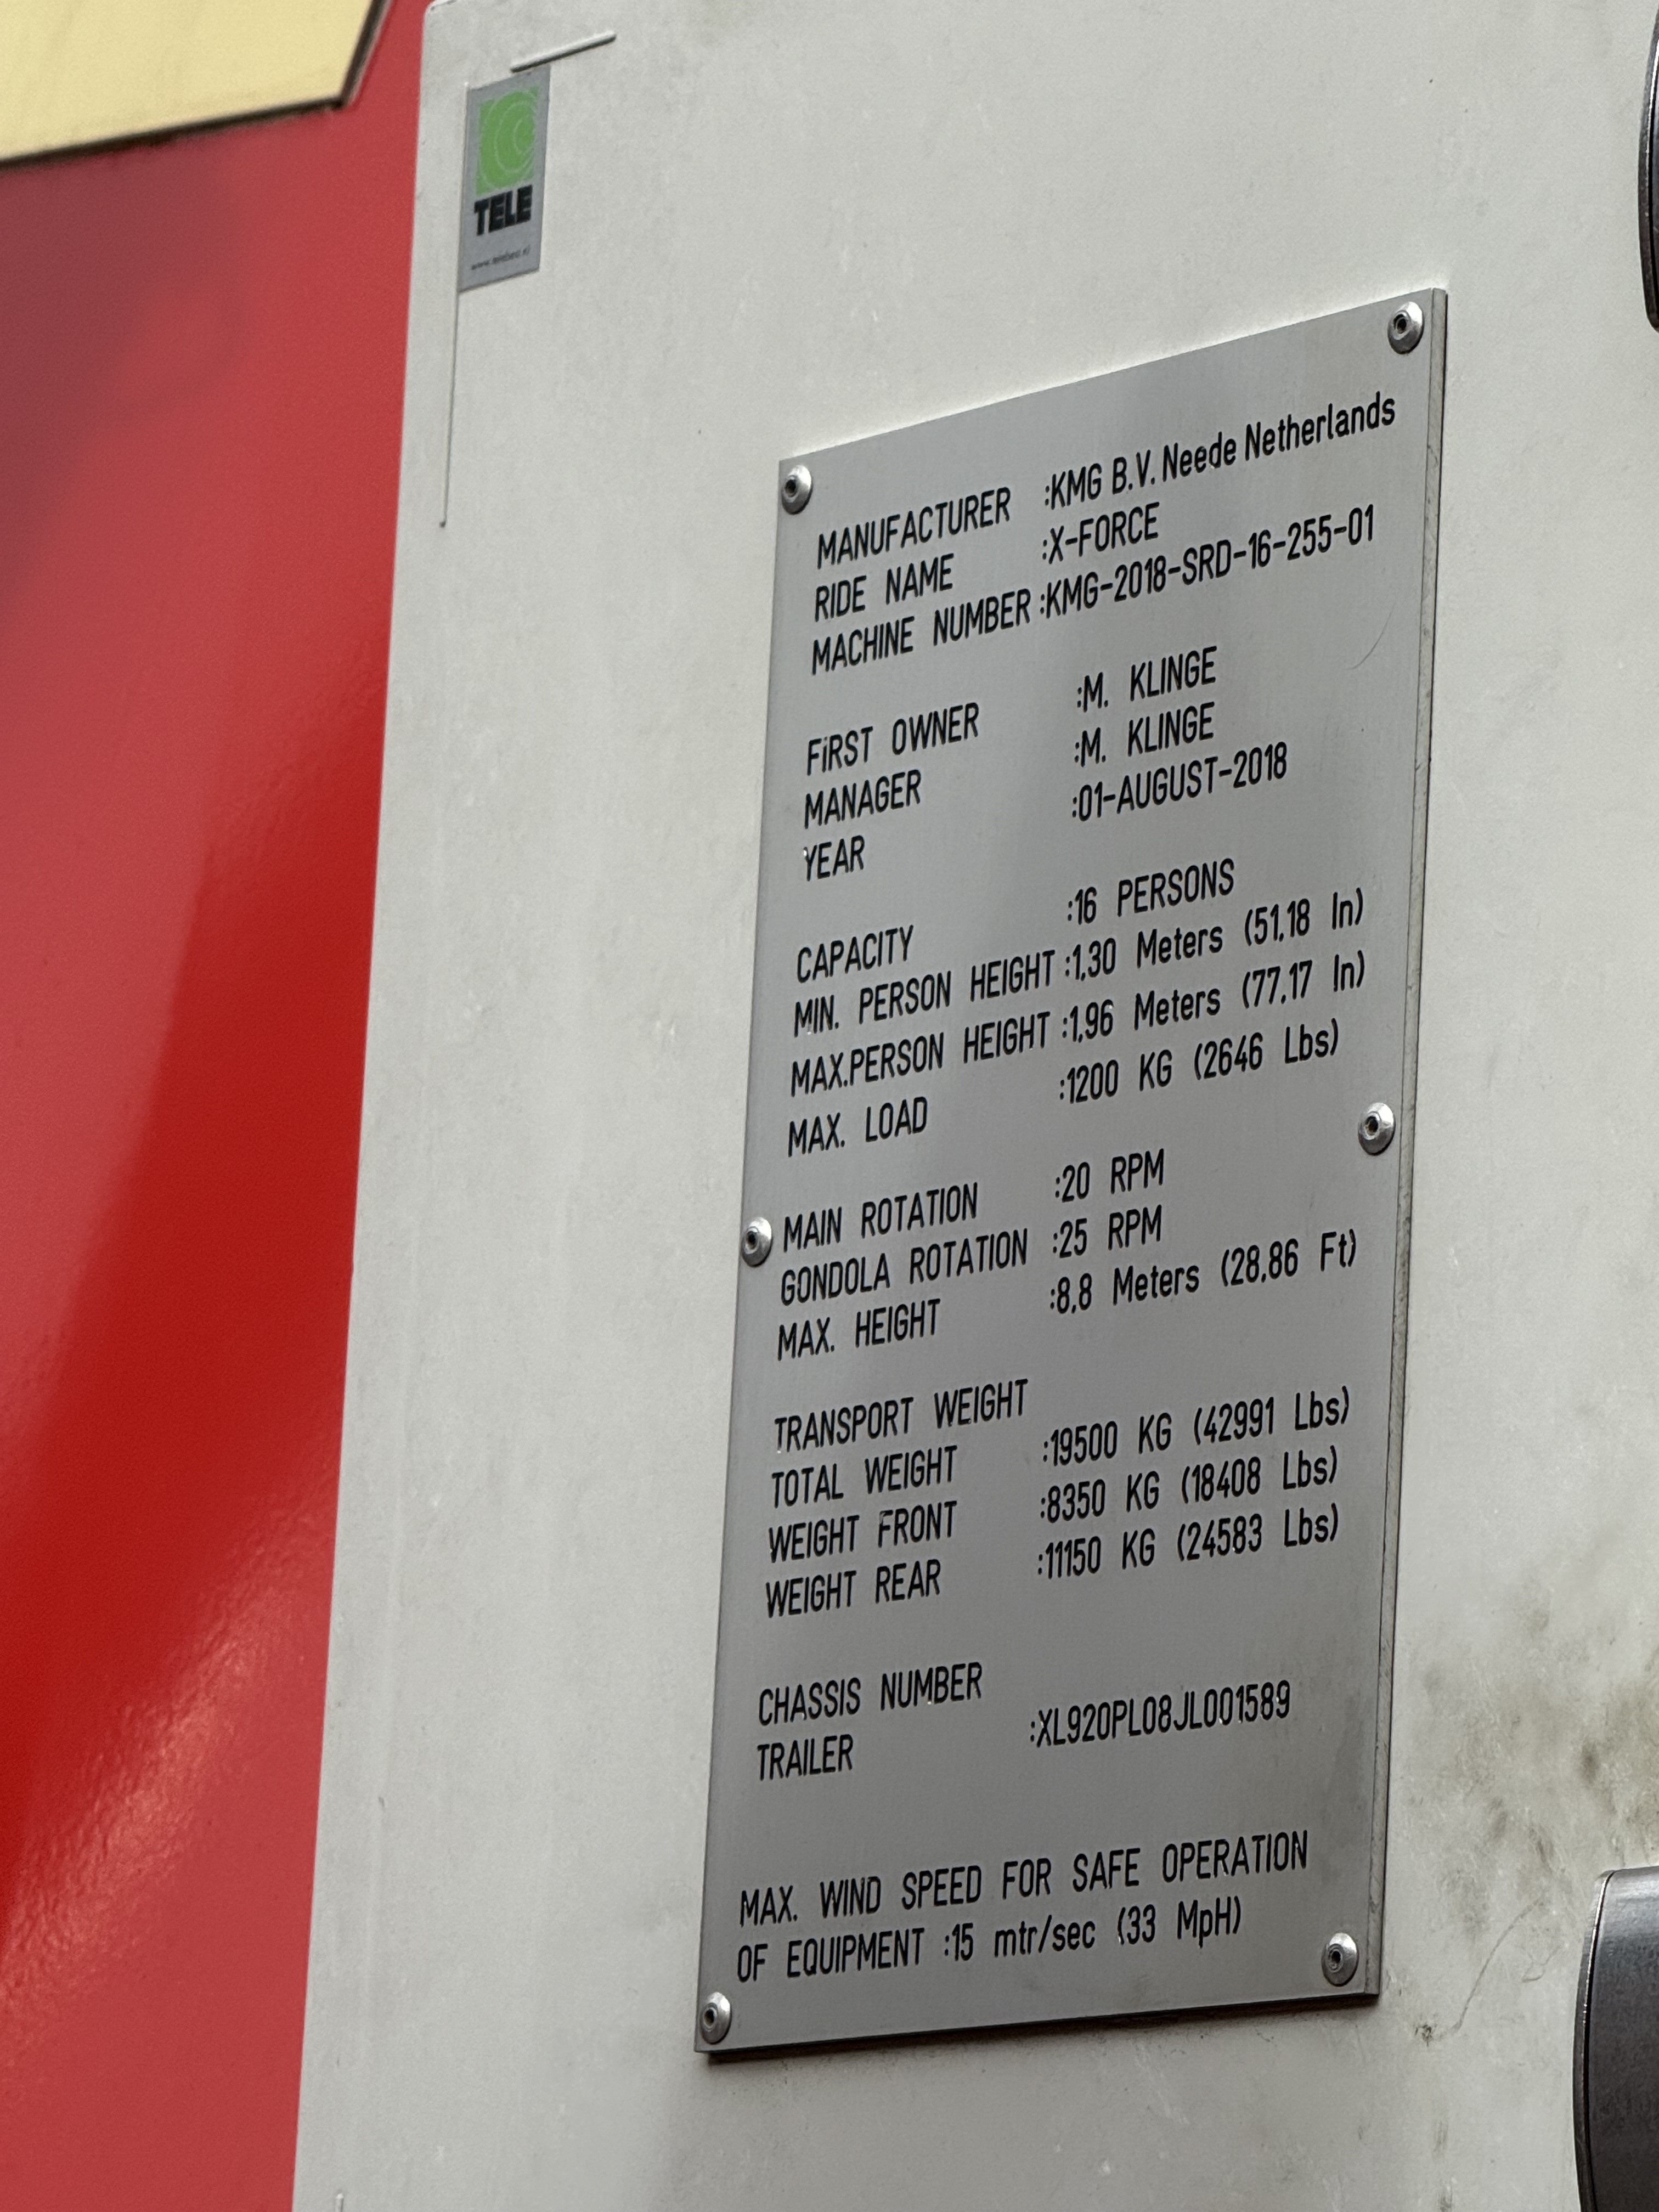 TELE
MANUFACTURER :KMG B.V. Neede Netherlands
RIDE NAME :X-FORCE
MACHINE NUMBER :KMG-2018-SRD-16-255-01
FiRST OWNER :M. KLINGE
MANAGER :M. KLINGE
YEAR :01-AUGUST-2018
CAPACITY :16 PERSONS
MIN. PERSON HEIGHT :1,30 Meters (51,18 In)
MAX.PERSON HEIGHT :1,96 Meters (77,17 In)
MAX. LOAD :1200 KG (2646 Lbs)
MAIN ROTATION :20 RPM
GONDOLA ROTATION :25 RPM
MAX. HEIGHT :8,8 Meters (28,86 Ft)
TRANSPORT WEIGHT
TOTAL WEIGHT :19500 KG (42991 Lbs)
WEIGHT FRONT :8350 KG (18408 Lbs)
WEIGHT REAR :11150 KG (24583 Lbs)
CHASSIS NUMBER
TRAILER :XL920PL08JL001589
MAX. WIND SPEED FOR SAFE OPERATION
OF EQUIPMENT :15 mtr/sec (33 MpH)